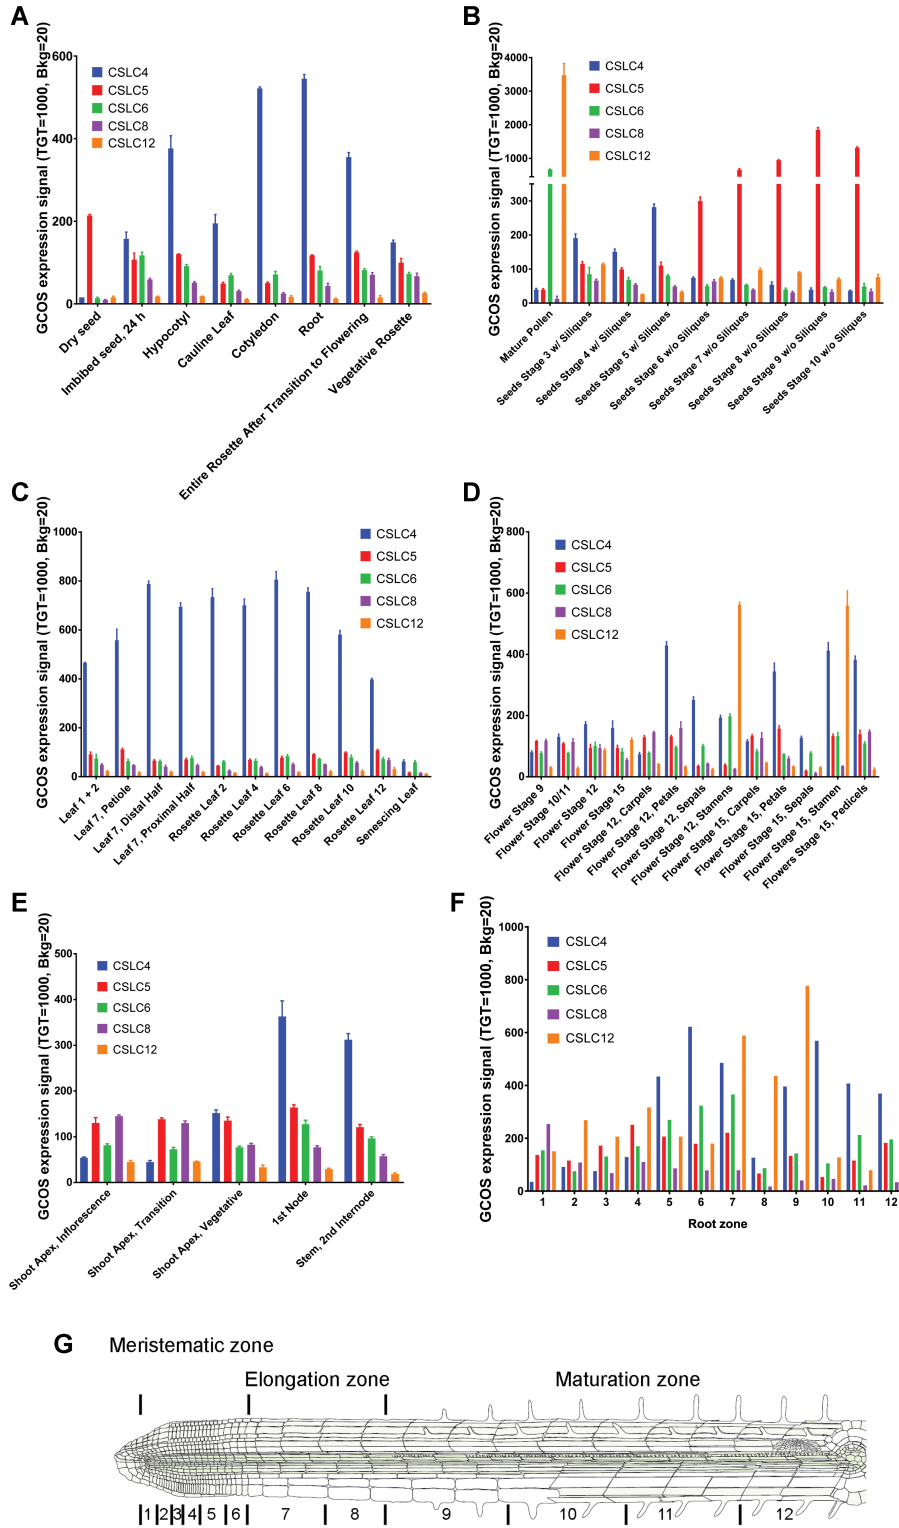 A
GCOS expression signal (TGT=1000, Bkg=20)
600
400
200
0
CSLC4
CSLC5
CSLC6
CSLC8
CSLC12
Dry seed
Imbibed seed, 24 h
Hypocotyl
Cauline Leaf
Cotyledon
Root
Entire Rosette After Transition to Flowering
Vegetative Rosette
B
GCOS expression signal (TGT=1000, Bkg=20)
4000
3000
2000
1000
300
200
100
0
CSLC4
CSLC5
CSLC6
CSLC8
CSLC12
Mature Pollen
Seeds Stage 3 w/ Siliques
Seeds Stage 4 w/ Siliques
Seeds Stage 5 w/ Siliques
Seeds Stage 6 w/o Siliques
Seeds Stage 7 w/o Siliques
Seeds Stage 8 w/o Siliques
Seeds Stage 9 w/o Siliques
Seeds Stage 10 w/o Siliques
C
GCOS expression signal (TGT=1000, Bkg=20)
1000
800
600
400
200
0
CSLC4
CSLC5
CSLC6
CSLC8
CSLC12
Leaf 1 + 2
Leaf 7, Petiole
Leaf 7, Distal Half
Leaf 7, Proximal Half
Rosette Leaf 2
Rosette Leaf 4
Rosette Leaf 6
Rosette Leaf 8
Rosette Leaf 10
Rosette Leaf 12
Senescing Leaf
D
GCOS expression signal (TGT=1000, Bkg=20)
800
600
400
200
0
CSLC4
CSLC5
CSLC6
CSLC8
CSLC12
Flower Stage 9
Flower Stage 10/11
Flower Stage 12
Flower Stage 15
Flower Stage 12, Carpels
Flower Stage 12, Petals
Flower Stage 12, Sepals
Flower Stage 12, Stamens
Flower Stage 15, Carpels
Flower Stage 15, Petals
Flower Stage 15, Sepals
Flower Stage 15, Stamen
Flowers Stage 15, Pedicels
E
GCOS expression signal (TGT=1000, Bkg=20)
500
400
300
200
100
0
CSLC4
CSLC5
CSLC6
CSLC8
CSLC12
Shoot Apex, Inflorescence
Shoot Apex, Transition
Shoot Apex, Vegetative
1st Node
Stem, 2nd Internode
F
GCOS expression signal (TGT=1000, Bkg=20)
1000
800
600
400
200
0
CSLC4
CSLC5
CSLC6
CSLC8
CSLC12
1 2 3 4 5 6 7 8 9 10 11 12
Root zone
G
Meristematic zone
Elongation zone
Maturation zone
1 2 3 4 5 6 7 8 9 10 11 12